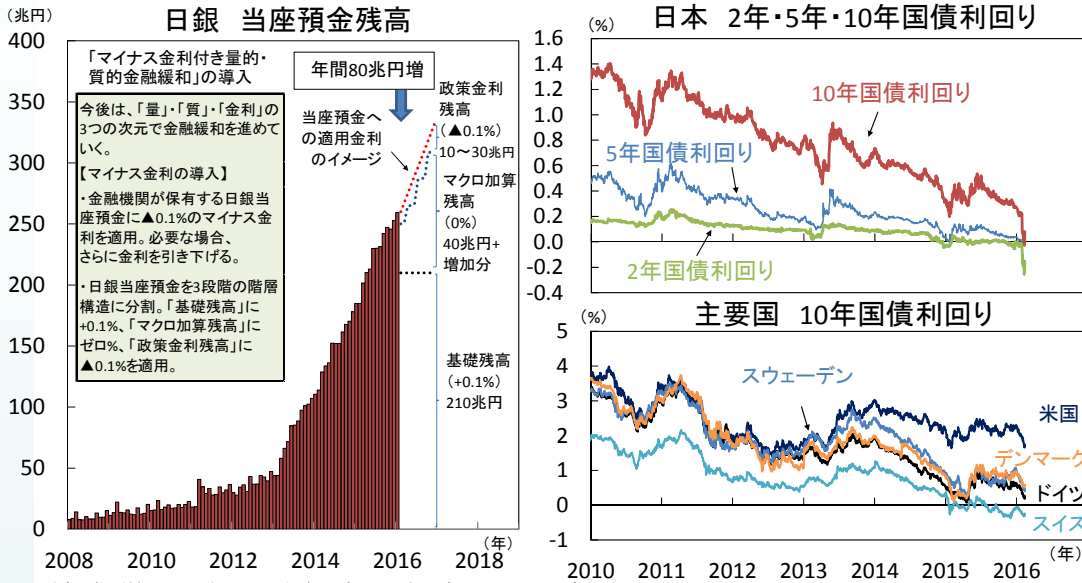 (兆円)
日銀 当座預金残高
400
350
300
250
200
150
100
50
0
2008
2010
2012
2014
2016
2018
(年)
「マイナス金利付き量的・
質的金融緩和」の導入
今後は、「量」・「質」・「金利」の
3つの次元で金融緩和を進めて
いく。
【マイナス金利の導入】
・金融機関が保有する日銀当
座預金に▲0.1%のマイナス金
利を適用。必要な場合、
さらに金利を引き下げる。
・日銀当座預金を3段階の階層
構造に分割。「基礎残高」に
+0.1%、「マクロ加算残高」に
ゼロ%、「政策金利残高」に
▲0.1%を適用。
年間80兆円増
当座預金へ
の適用金利
のイメージ
政策金利
残高
(▲0.1%)
10～30兆円
マクロ加算
残高
(0%)
40兆円+
増加分
基礎残高
(+0.1%)
210兆円
日本 2年・5年・10年国債利回り
(%)
1.6
1.4
1.2
1.0
0.8
0.6
0.4
0.2
0.0
-0.2
-0.4
10年国債利回り
5年国債利回り
2年国債利回り
2010
2011
2012
2013
2014
2015
2016
主要国 10年国債利回り
(%)
5
4
3
2
1
0
-1
スウェーデン
米国
デンマーク
ドイツ
スイス
(年)
2010
2011
2012
2013
2014
2015
2016